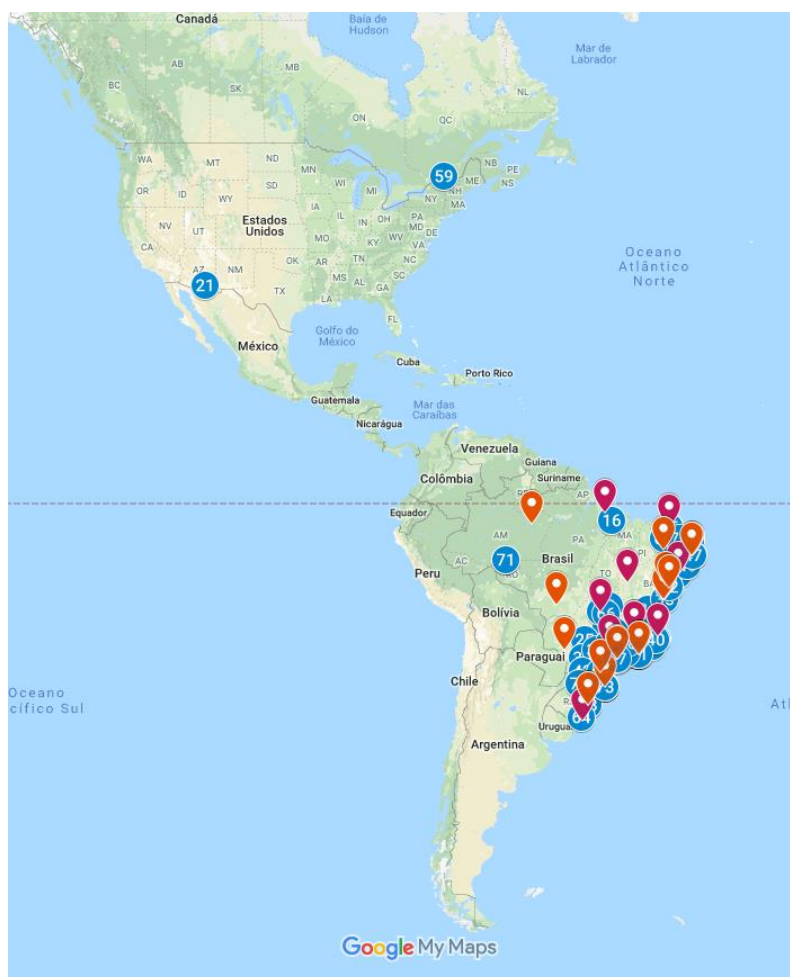 Canadá
Baía de
Hudson
Mar de
Labrador
AB
MB
BC
SK
NL
ON
QC
NB
PE
NS
59
WA
MT
ND
MN
ME
OR
ID
SD
WI
MI
NH
WY
NY
MA
IA
NV
UT
Estados
Unidos
IL
IN
OH
PA
MD
DE
CA
MO
KY
WV
VA
AZ
NM
OK
AR
TN
NC
SC
21
TX
MS
AL
GA
LA
FL
Oceano
Atlântico
Norte
Golfo do
México
México
Cuba
Porto Rico
Guatemala
Mar das
Caraíbas
Nicarágua
Venezuela
Guiana
Suriname
Colômbia
AP
Equador
16
AM
PA
MA
PI
71
Brasil
AC
TO
BA
Peru
Bolívia
66
40
Paraguai
Chile
Oceano
cífico Sul
Atl
64
Urugua
Argentina
Google My Maps